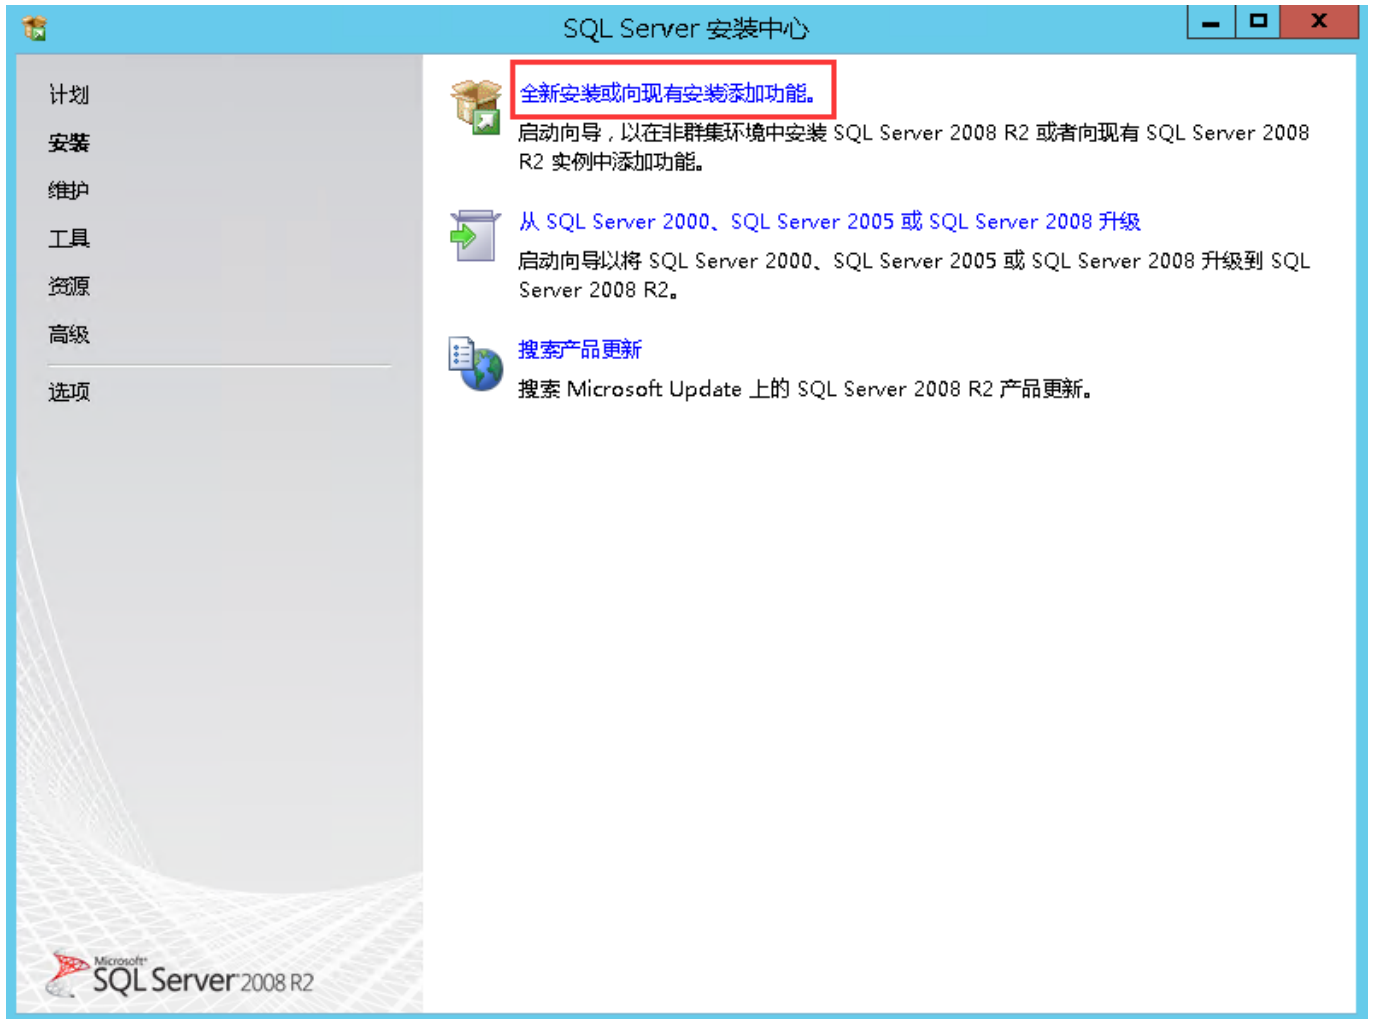 SQL Server 安装中心
计划
安装
维护
工具
资源
高级
选项
全新安装或向现有安装添加功能。
启动向导，以在非群集环境中安装 SQL Server 2008 R2 或者向现有 SQL Server 2008
R2 实例中添加功能。
从 SQL Server 2000、SQL Server 2005 或 SQL Server 2008 升级
启动向导以将 SQL Server 2000、SQL Server 2005 或 SQL Server 2008 升级到 SQL
Server 2008 R2。
搜索产品更新
搜索 Microsoft Update 上的 SQL Server 2008 R2 产品更新。
Microsoft
SQL Server 2008 R2